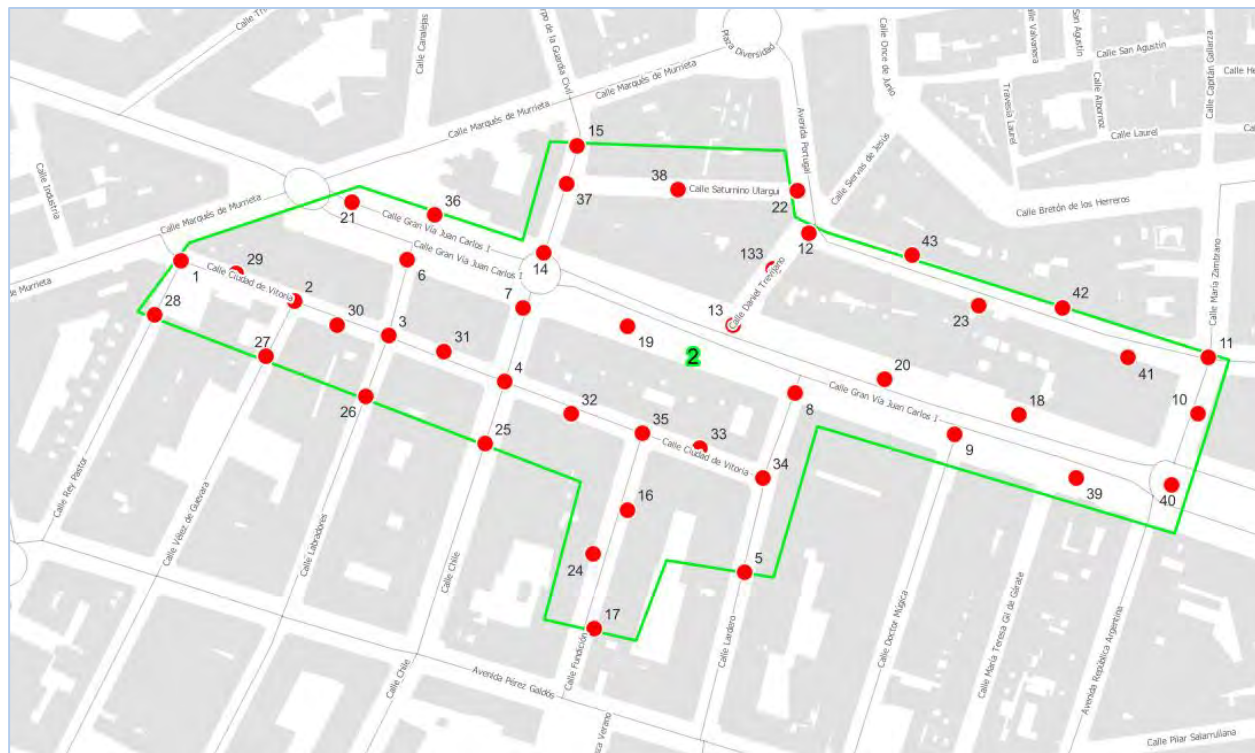 Calle Canalejas
Plaza Diversidad
Calle Once de Junio
San Agustín
Calle San Agustín
Calle Capitán Gallarza
Calle Marqués de Murrieta
Calle Marqués de Murrieta
Travesía Laurel
Calle Albornoz
Calle Laurel
Calle Industria
15
Avenida Portugal
Calle Servas de Jesús
38
Calle Saturnino Ulargui
37
22
Calle Marqués de Murrieta
21
36
Calle Gran Vía Juan Carlos I
Calle Bretón de los Herreros
12
43
Calle María Zambrano
Calle Gran Vía Juan Carlos I
14
133
Calle Daniel Trevijano
1
29
Calle Ciudad de Vitoria
2
6
7
28
30
3
31
13
23
42
19
2
27
4
20
41
11
26
32
8
Calle Gran Vía Juan Carlos I
18
10
25
35
33
Calle Ciudad de Vitoria
34
9
39
40
Calle Rey Pastor
Calle Vélez de Guevara
Calle Labradores
Calle Chile
16
24
5
17
Calle Fundición
Calle Lardero
Calle Doctor Múgica
Calle María Teresa Gil de Gárate
Avenida República Argentina
Calle Chile
Avenida Pérez Galdós
Calle Pilar Salarrullana